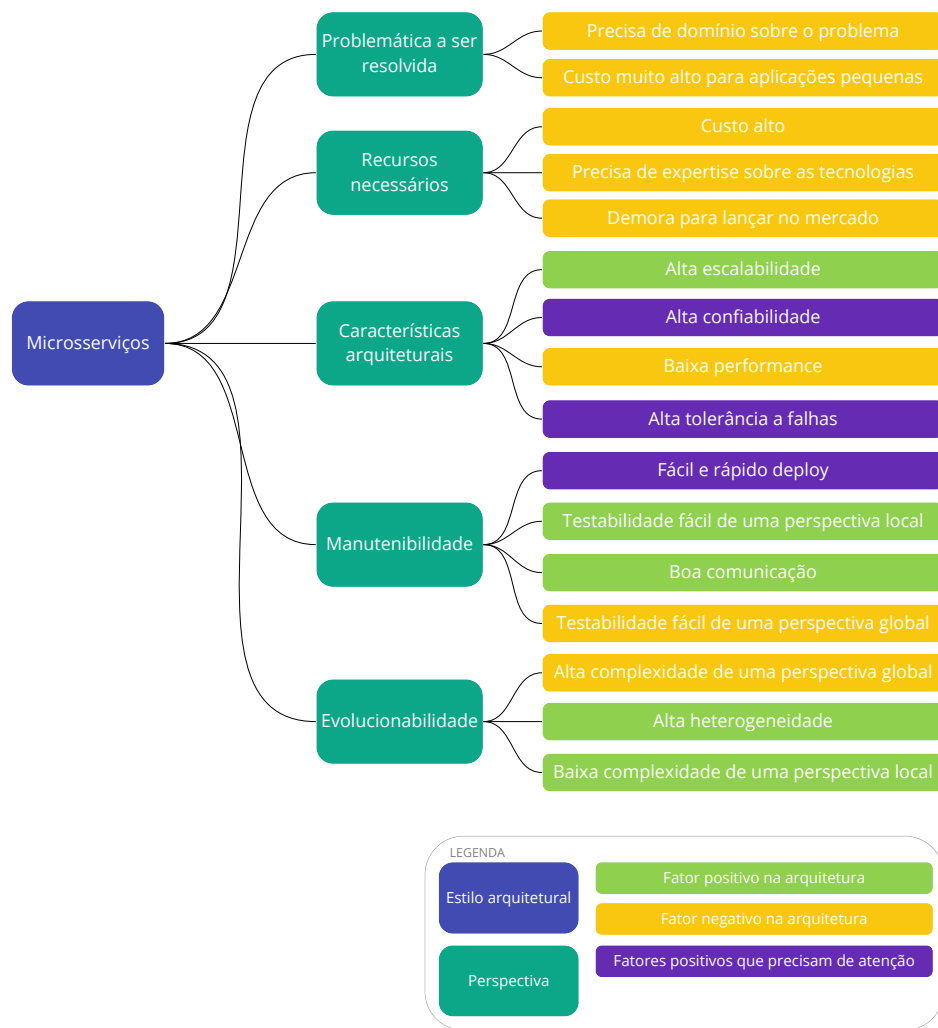 Microsserviços
Problemática a ser
resolvida
Precisa de domínio sobre o problema
Custo muito alto para aplicações pequenas
Recursos
necessários
Custo alto
Precisa de expertise sobre as tecnologias
Demora para lançar no mercado
Características
arquiteturais
Alta escalabilidade
Alta confiabilidade
Baixa performance
Alta tolerância a falhas
Manutenibilidade
Fácil e rápido deploy
Testabilidade fácil de uma perspectiva local
Boa comunicação
Testabilidade fácil de uma perspectiva global
Evolucionabilidade
Alta complexidade de uma perspectiva global
Alta heterogeneidade
Baixa complexidade de uma perspectiva local
LEGENDA
Estilo arquitetural
Perspectiva
Fator positivo na arquitetura
Fator negativo na arquitetura
Fatores positivos que precisam de atenção